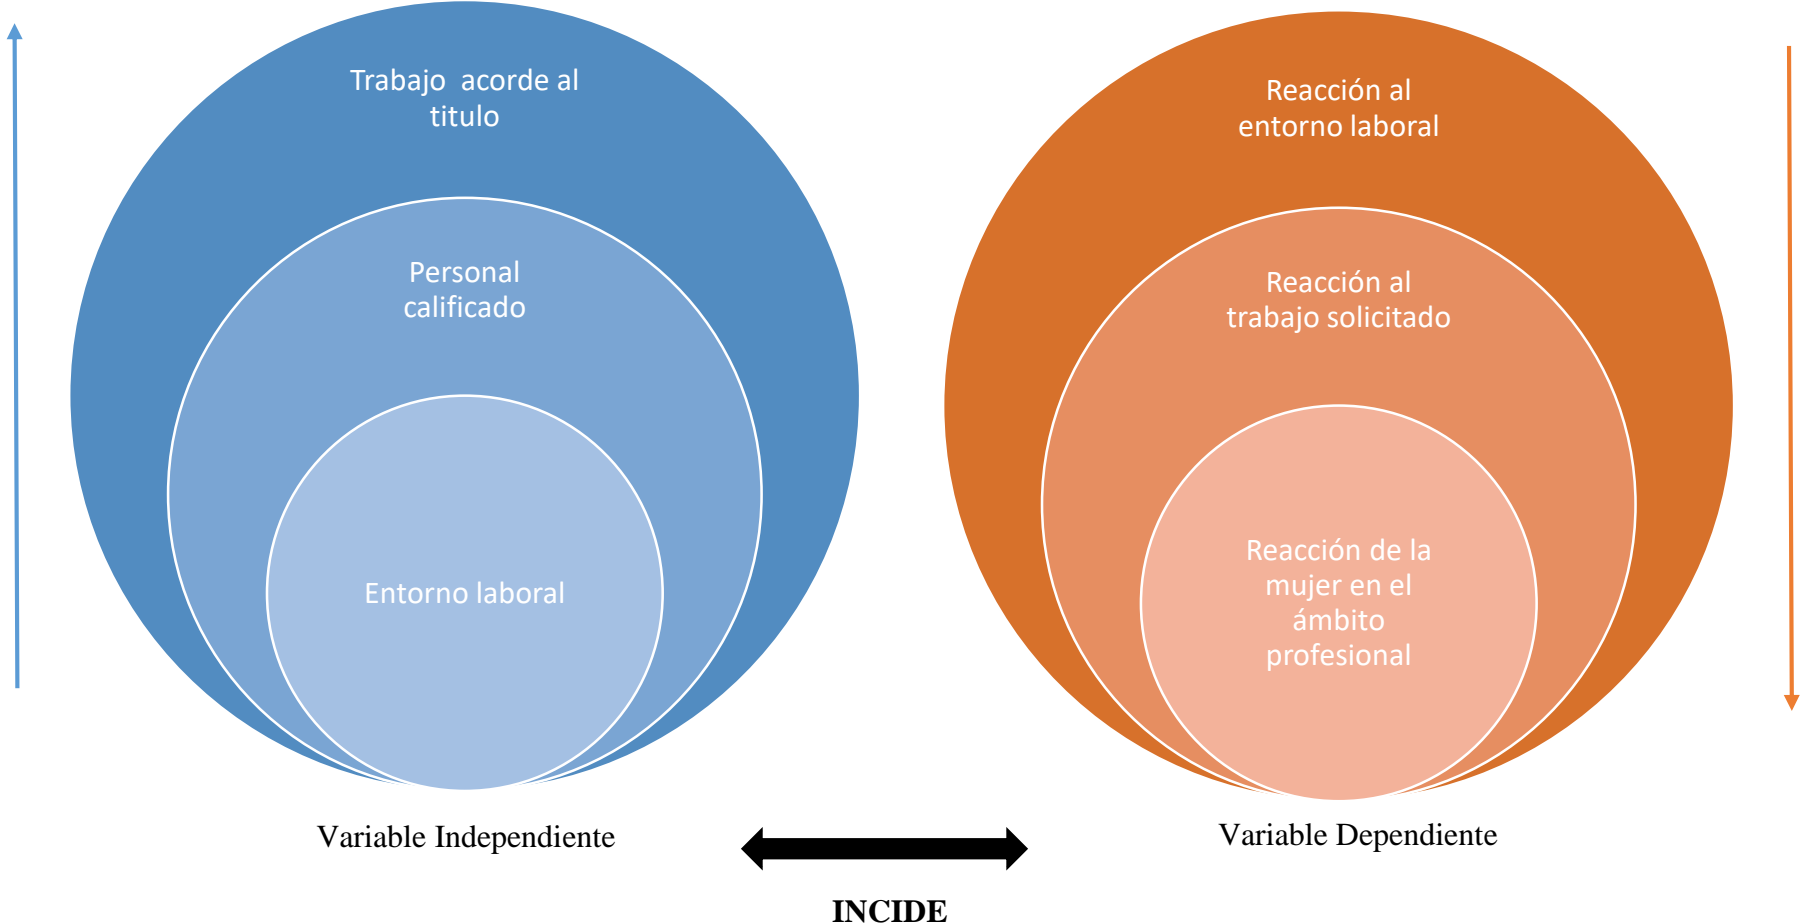 Trabajo acorde al
titulo
Personal
calificado
Entorno laboral
Variable Independiente
Reacción al
entorno laboral
Reacción al
trabajo solicitado
Reacción de la
mujer en el
ámbito
profesional
Variable Dependiente
INCIDE